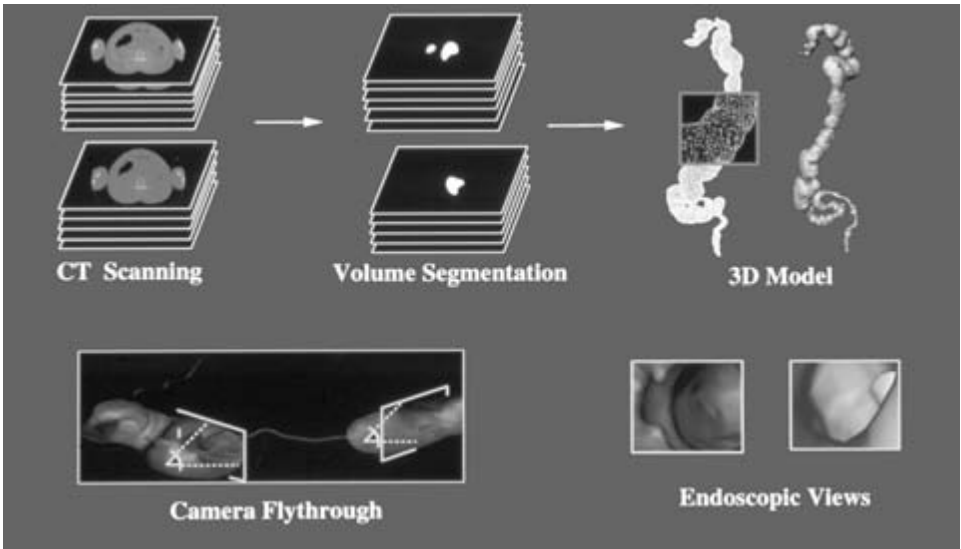 CT Scanning
Volume Segmentation
3D Model
Camera Flythrough
Endoscopic Views